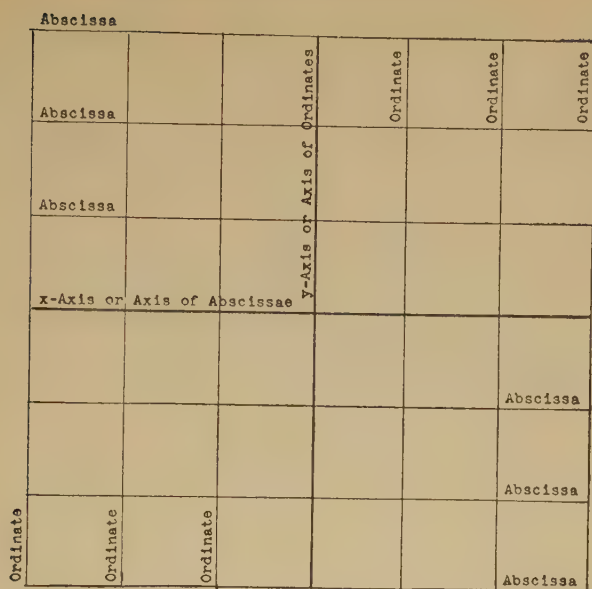 Abscissa
Ordinate
Ordinate
Ordinate
y-Axis or Axis of Ordinates
Abscissa
Abscissa
x-Axis or Axis of Abscissae
Abscissa
Abscissa
Ordinate
Ordinate
Ordinate
Abscissa